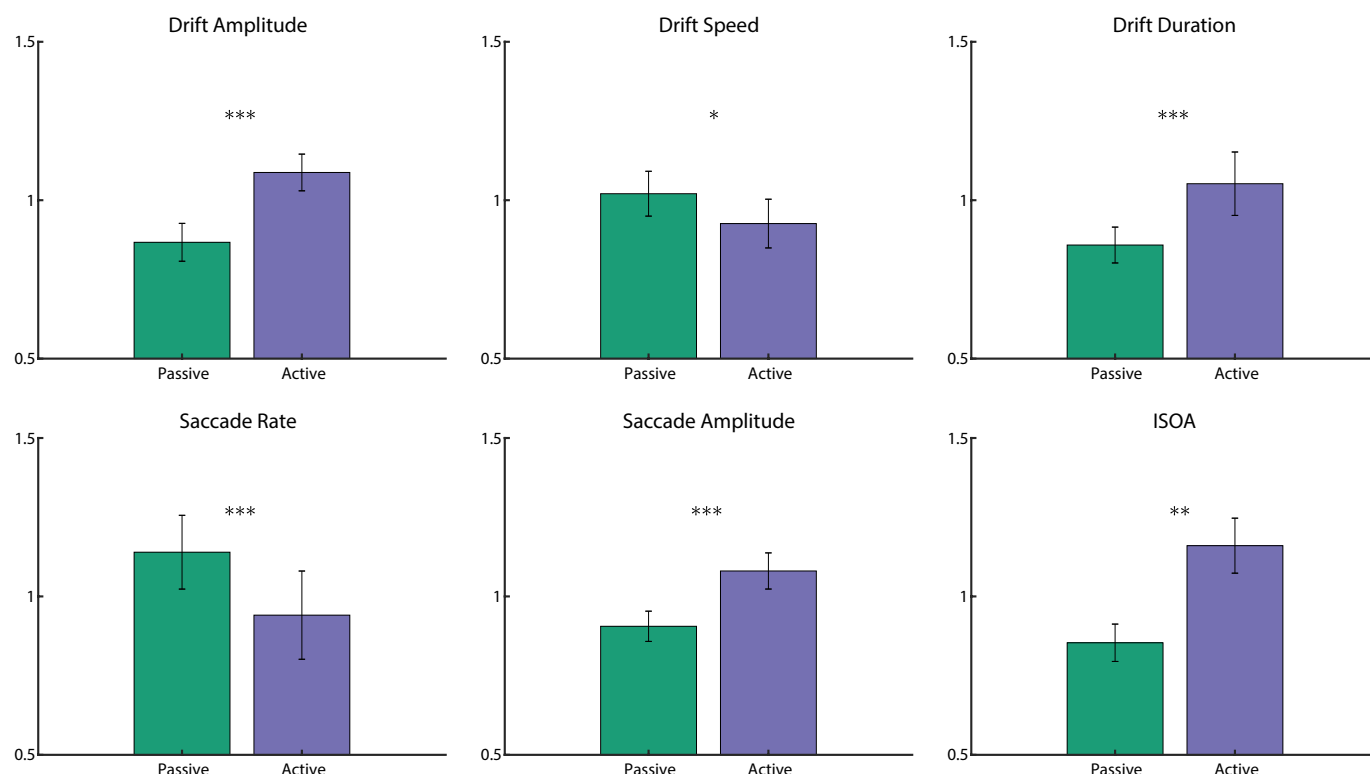 Drift Amplitude
1.5
***
1
0.5
Passive Active
Drift Speed
1.5
*
1
0.5
Passive Active
Drift Duration
1.5
***
1
0.5
Passive Active
Saccade Rate
1.5
***
1
0.5
Passive Active
Saccade Amplitude
1.5
***
1
0.5
Passive Active
ISOA
1.5
**
1
0.5
Passive Active